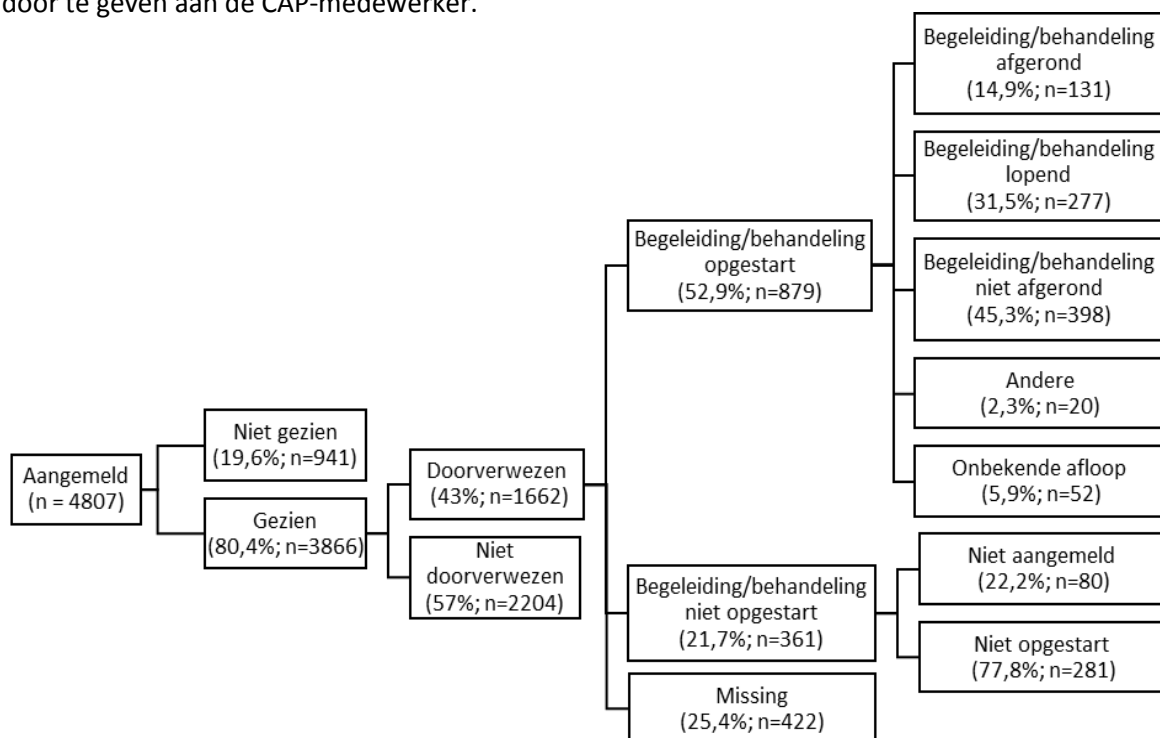 door te geven aan de CAP-medewerker.
Aangemeld
(n = 4807)
Niet gezien
(19,6%; n=941)
Gezien
(80,4%; n=3866)
Doorverwezen
(43%; n=1662)
Niet
doorverwezen
(57%; n=2204)
Begeleiding/behandeling
opgestart
(52,9%; n=879)
Begeleiding/behandeling
niet opgestart
(21,7%; n=361)
Missing
(25,4%; n=422)
Begeleiding/behandeling
afgerond
(14,9%; n=131)
Begeleiding/behandeling
lopend
(31,5%; n=277)
Begeleiding/behandeling
niet afgerond
(45,3%; n=398)
Andere
(2,3%; n=20)
Onbekende afloop
(5,9%; n=52)
Niet aangemeld
(22,2%; n=80)
Niet opgestart
(77,8%; n=281)